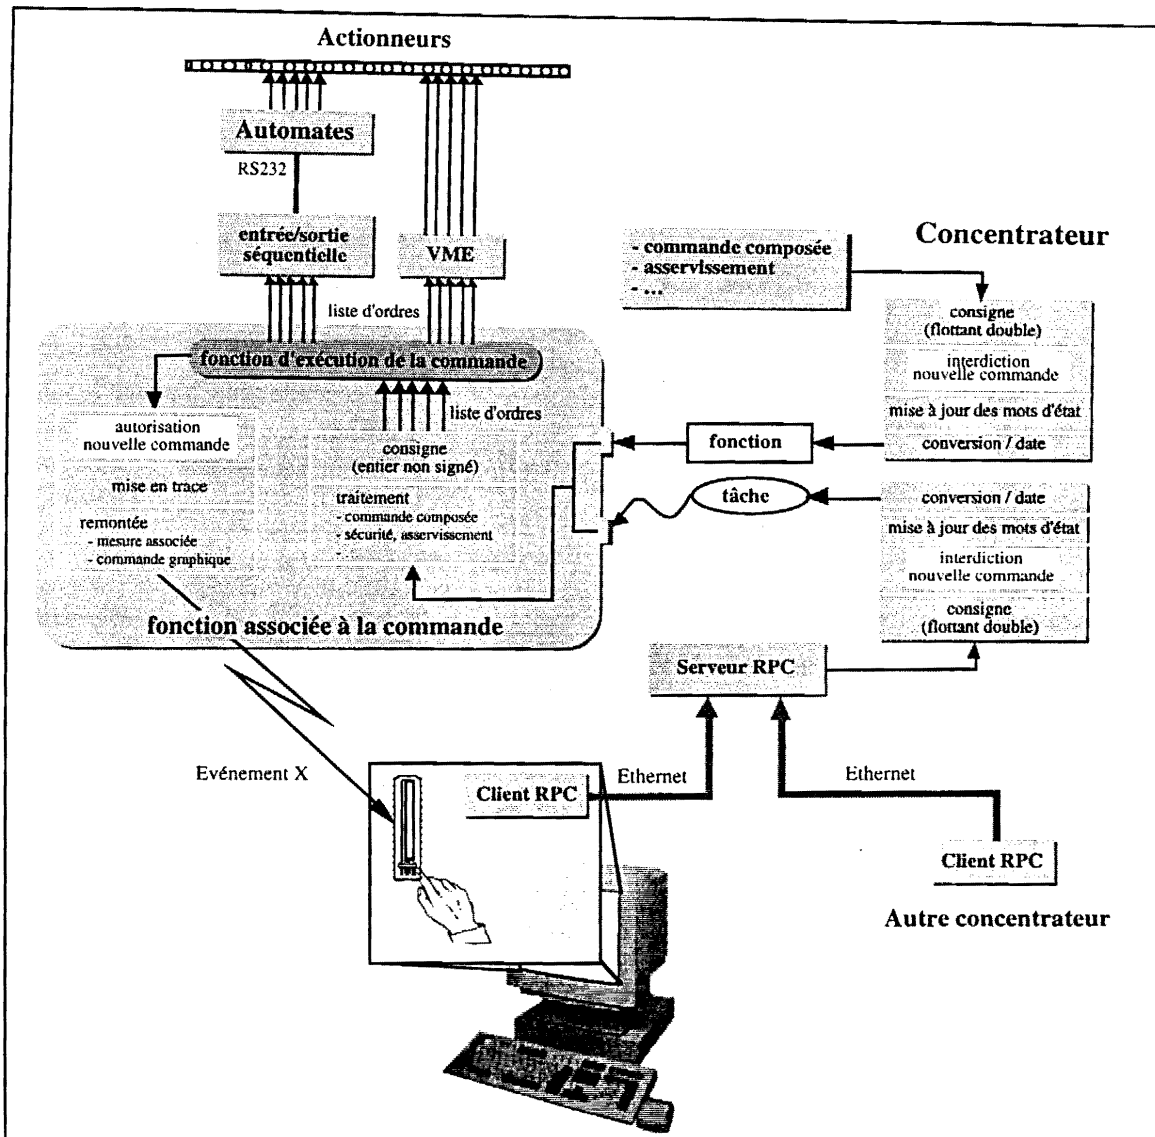 Actionneurs
Automates
RS232
entrée/sortie
séquentielle
VME
- commande composée
- asservissement
- ...
Concentrateur
liste d'ordres
consigne
(flottant double)
interdiction
nouvelle commande
mise à jour des mots d'état
conversion / date
fonction d'exécution de la commande
liste d'ordres
autorisation
nouvelle commande
mise en trace
remontée
- mesure associée
- commande graphique
consigne
(entier non signé)
traitement
- commande composée
- sécurité, asservissement
- ...
fonction
tâche
conversion / date
mise à jour des mots d'état
interdiction
nouvelle commande
consigne
(flottant double)
fonction associée à la commande
Serveur RPC
Evénement X
Client RPC
Ethernet
Ethernet
Client RPC
Autre concentrateur